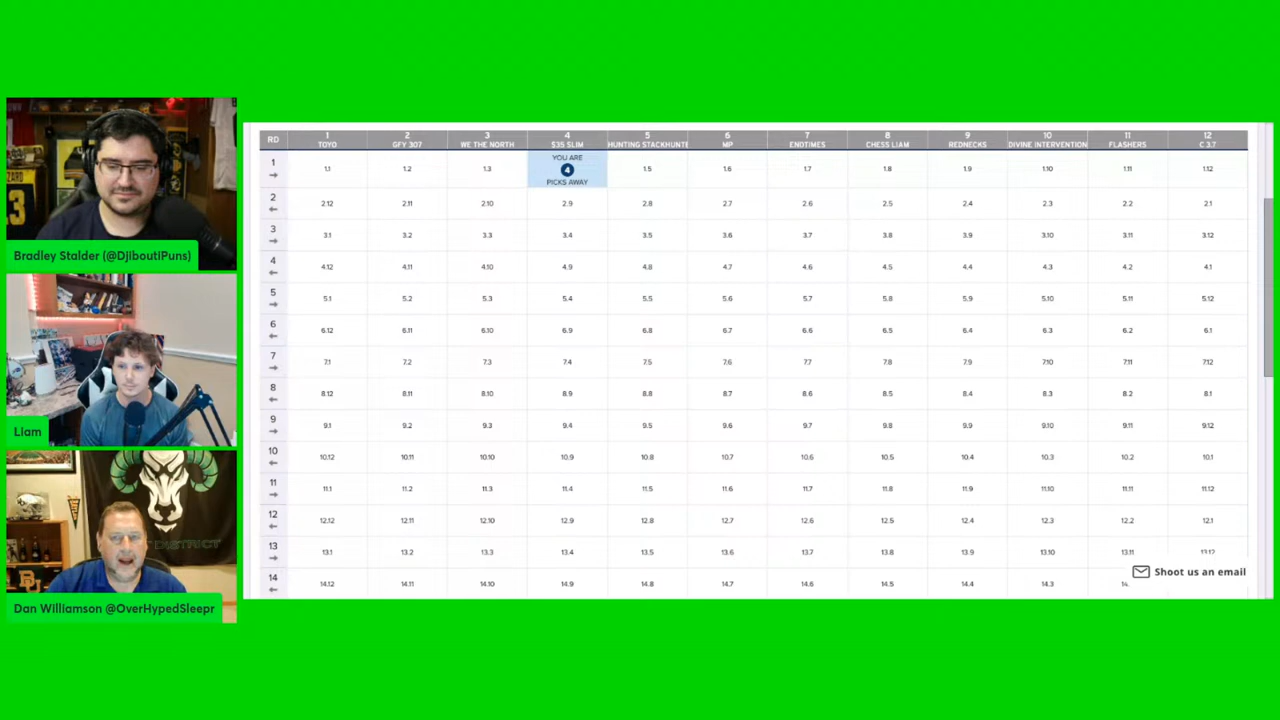 Bradley Stalder (@DjiboutIPuns)
Liam
DISTRICT
Dan Williamson @OverHypedSleepr
RD 1 2 3 4 5 6 7 8 9 10 11 12
TOYO GFY 307 WE THE NORTH $35 SLIM HUNTING STACKHUNTE MP ENDTIMES CHESS LIAM REDNECKS DIVINE INTERVENTION FLASHERS C 3.7
YOU ARE
4
PICKS AWAY
1 → 1.1 1.2 1.3 1.5 1.6 1.7 1.8 1.9 1.10 1.11 1.12
2 ← 2.12 2.11 2.10 2.9 2.8 2.7 2.6 2.5 2.4 2.3 2.2 2.1
3 → 3.1 3.2 3.3 3.4 3.5 3.6 3.7 3.8 3.9 3.10 3.11 3.12
4 ← 4.12 4.11 4.10 4.9 4.8 4.7 4.6 4.5 4.4 4.3 4.2 4.1
5 → 5.1 5.2 5.3 5.4 5.5 5.6 5.7 5.8 5.9 5.10 5.11 5.12
6 ← 6.12 6.11 6.10 6.9 6.8 6.7 6.6 6.5 6.4 6.3 6.2 6.1
7 → 7.1 7.2 7.3 7.4 7.5 7.6 7.7 7.8 7.9 7.10 7.11 7.12
8 ← 8.12 8.11 8.10 8.9 8.8 8.7 8.6 8.5 8.4 8.3 8.2 8.1
9 → 9.1 9.2 9.3 9.4 9.5 9.6 9.7 9.8 9.9 9.10 9.11 9.12
10 ← 10.12 10.11 10.10 10.9 10.8 10.7 10.6 10.5 10.4 10.3 10.2 10.1
11 → 11.1 11.2 11.3 11.4 11.5 11.6 11.7 11.8 11.9 11.10 11.11 11.12
12 ← 12.12 12.11 12.10 12.9 12.8 12.7 12.6 12.5 12.4 12.3 12.2 12.1
13 → 13.1 13.2 13.3 13.4 13.5 13.6 13.7 13.8 13.9 13.10 13.11 13.12
14 ← 14.12 14.11 14.10 14.9 14.8 14.7 14.6 14.5 14.4 14.3 14.
Shoot us an email